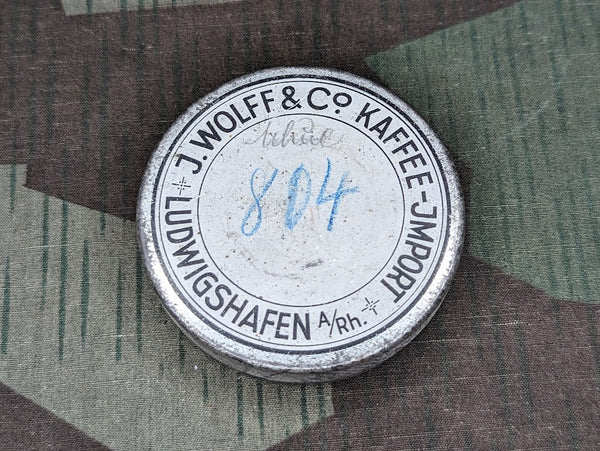 J. WOLFF & Co KAFFEE-JMPORT
LUDWIGSHAFEN A/Rh.
804